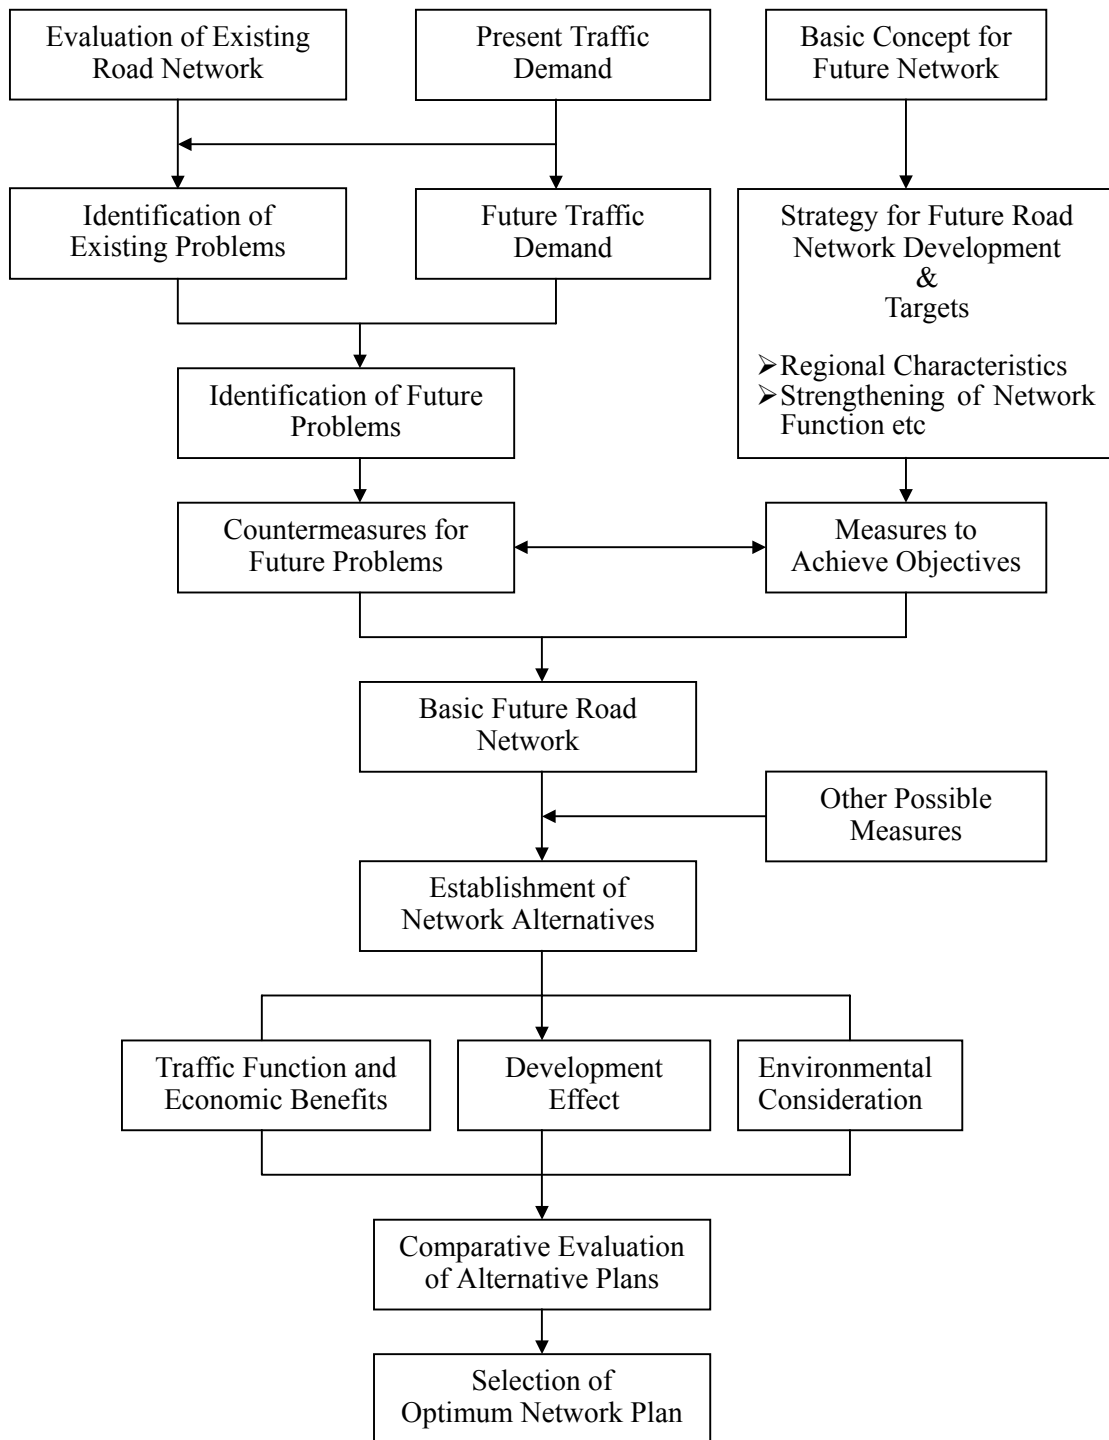 Evaluation of Existing
Road Network
Present Traffic
Demand
Basic Concept for
Future Network
Identification of
Existing Problems
Future Traffic
Demand
Strategy for Future Road
Network Development
&
Targets
➢Regional Characteristics
➢Strengthening of Network
Function etc
Identification of Future
Problems
Countermeasures for
Future Problems
Measures to
Achieve Objectives
Basic Future Road
Network
Other Possible
Measures
Establishment of
Network Alternatives
Traffic Function and
Economic Benefits
Development
Effect
Environmental
Consideration
Comparative Evaluation
of Alternative Plans
Selection of
Optimum Network Plan